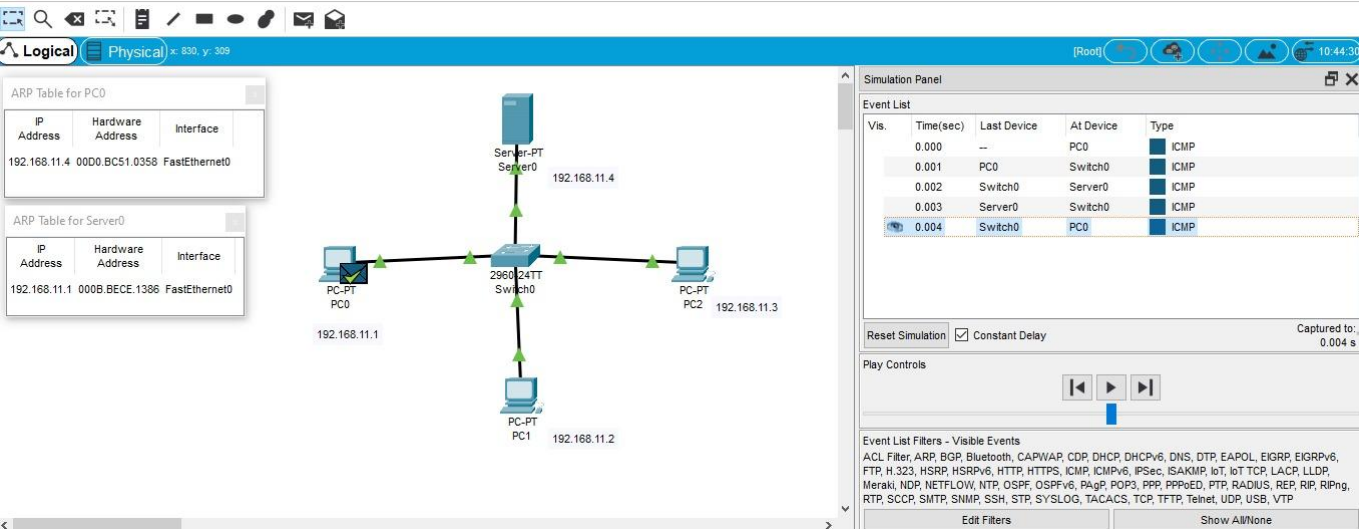 Logical Physical x: 830, y: 309 [Root] 10:44:30
ARP Table for PC0
IP Address Hardware Address Interface
192.168.11.4 00D0.BC51.0358 FastEthernet0
ARP Table for Server0
IP Address Hardware Address Interface
192.168.11.1 000B.BECE.1386 FastEthernet0
Server-PT
Server0
192.168.11.4
2960-24TT
Switch0
PC-PT
PC0
192.168.11.1
PC-PT
PC2
192.168.11.3
PC-PT
PC1
192.168.11.2
Simulation Panel
Event List
Vis. Time(sec) Last Device At Device Type
0.000 -- PC0 ICMP
0.001 PC0 Switch0 ICMP
0.002 Switch0 Server0 ICMP
0.003 Server0 Switch0 ICMP
0.004 Switch0 PC0 ICMP
Reset Simulation Constant Delay
Captured to:
0.004 s
Play Controls
Event List Filters - Visible Events
ACL Filter, ARP, BGP, Bluetooth, CAPWAP, CDP, DHCP, DHCPv6, DNS, DTP, EAPOL, EIGRP, EIGRPv6,
FTP, H.323, HSRP, HSRPv6, HTTP, HTTPS, ICMP, ICMPv6, IPSec, ISAKMP, IoT, IoT TCP, LACP, LLDP,
Meraki, NDP, NETFLOW, NTP, OSPF, OSPFv6, PAgP, POP3, PPP, PPPoED, PTP, RADIUS, REP, RIP, RIPng,
RTP, SCCP, SMTP, SNMP, SSH, STP, SYSLOG, TACACS, TCP, TFTP, Telnet, UDP, USB, VTP
Edit Filters Show All/None